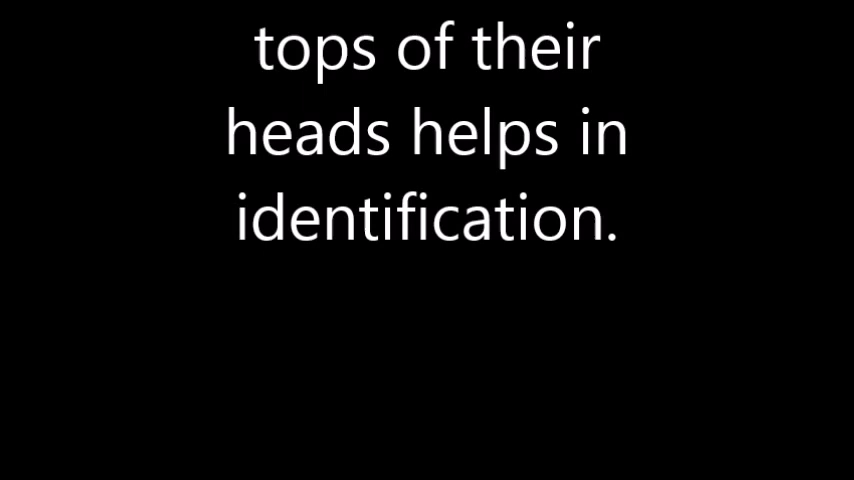 tops of their
heads helps in
identification.